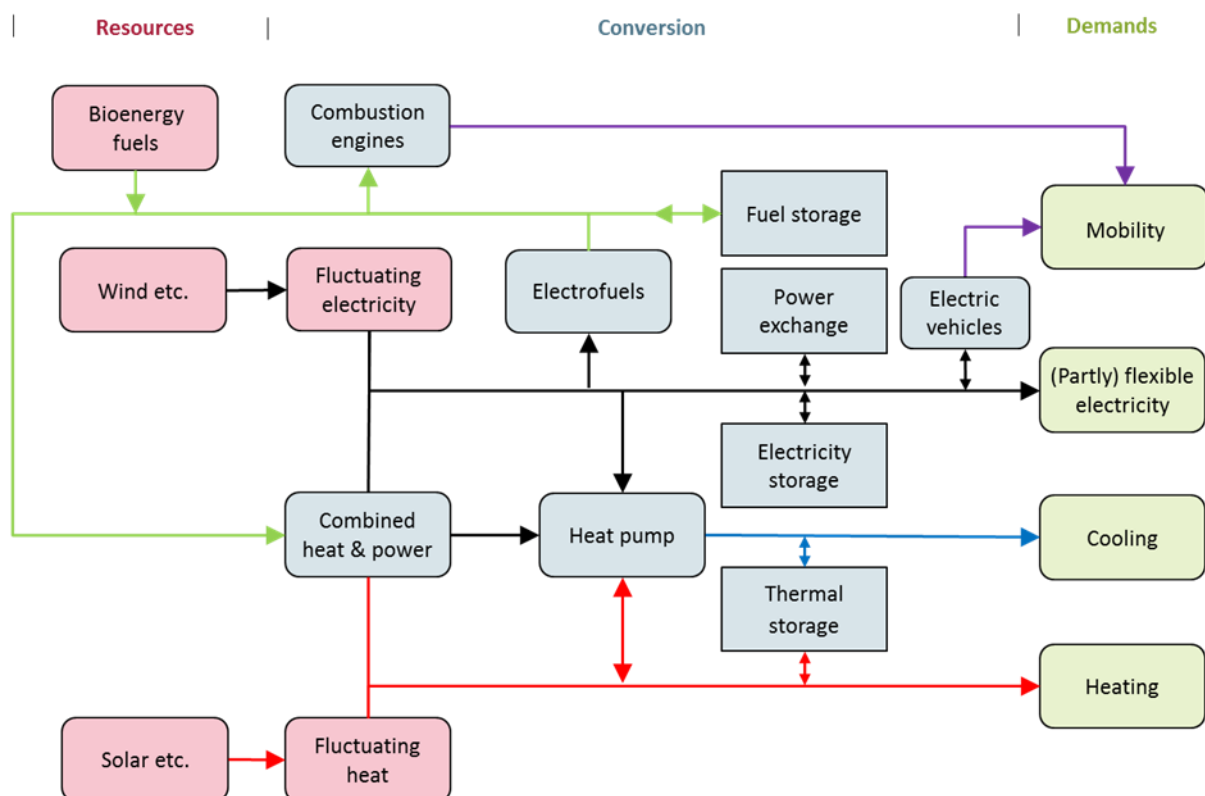 Resources
Conversion
Demands
Bioenergy
fuels
Combustion
engines
Fuel storage
Mobility
Wind etc.
Fluctuating
electricity
Electrofuels
Power
exchange
Electric
vehicles
(Partly) flexible
electricity
Electricity
storage
Combined
heat & power
Heat pump
Cooling
Thermal
storage
Heating
Solar etc.
Fluctuating
heat